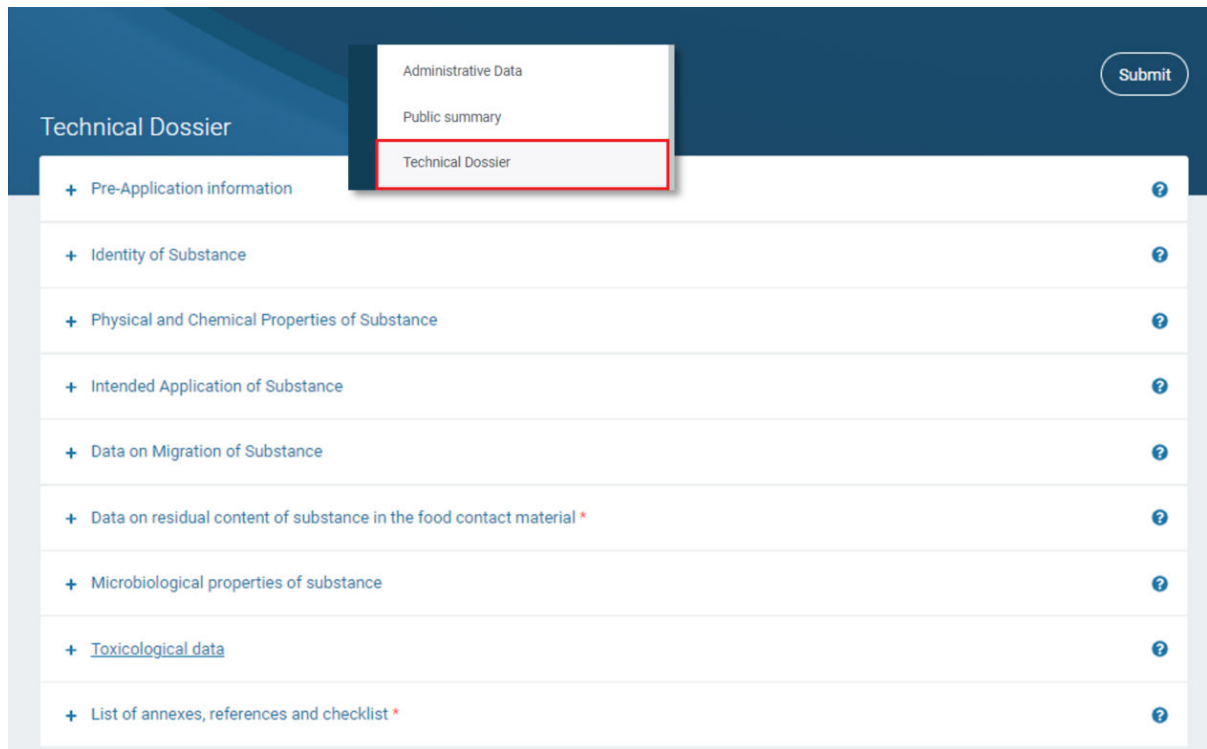 Administrative Data
Submit
Public summary
Technical Dossier
Technical Dossier
+ Pre-Application information
+ Identity of Substance
+ Physical and Chemical Properties of Substance
+ Intended Application of Substance
+ Data on Migration of Substance
+ Data on residual content of substance in the food contact material *
+ Microbiological properties of substance
+ Toxicological data
+ List of annexes, references and checklist *